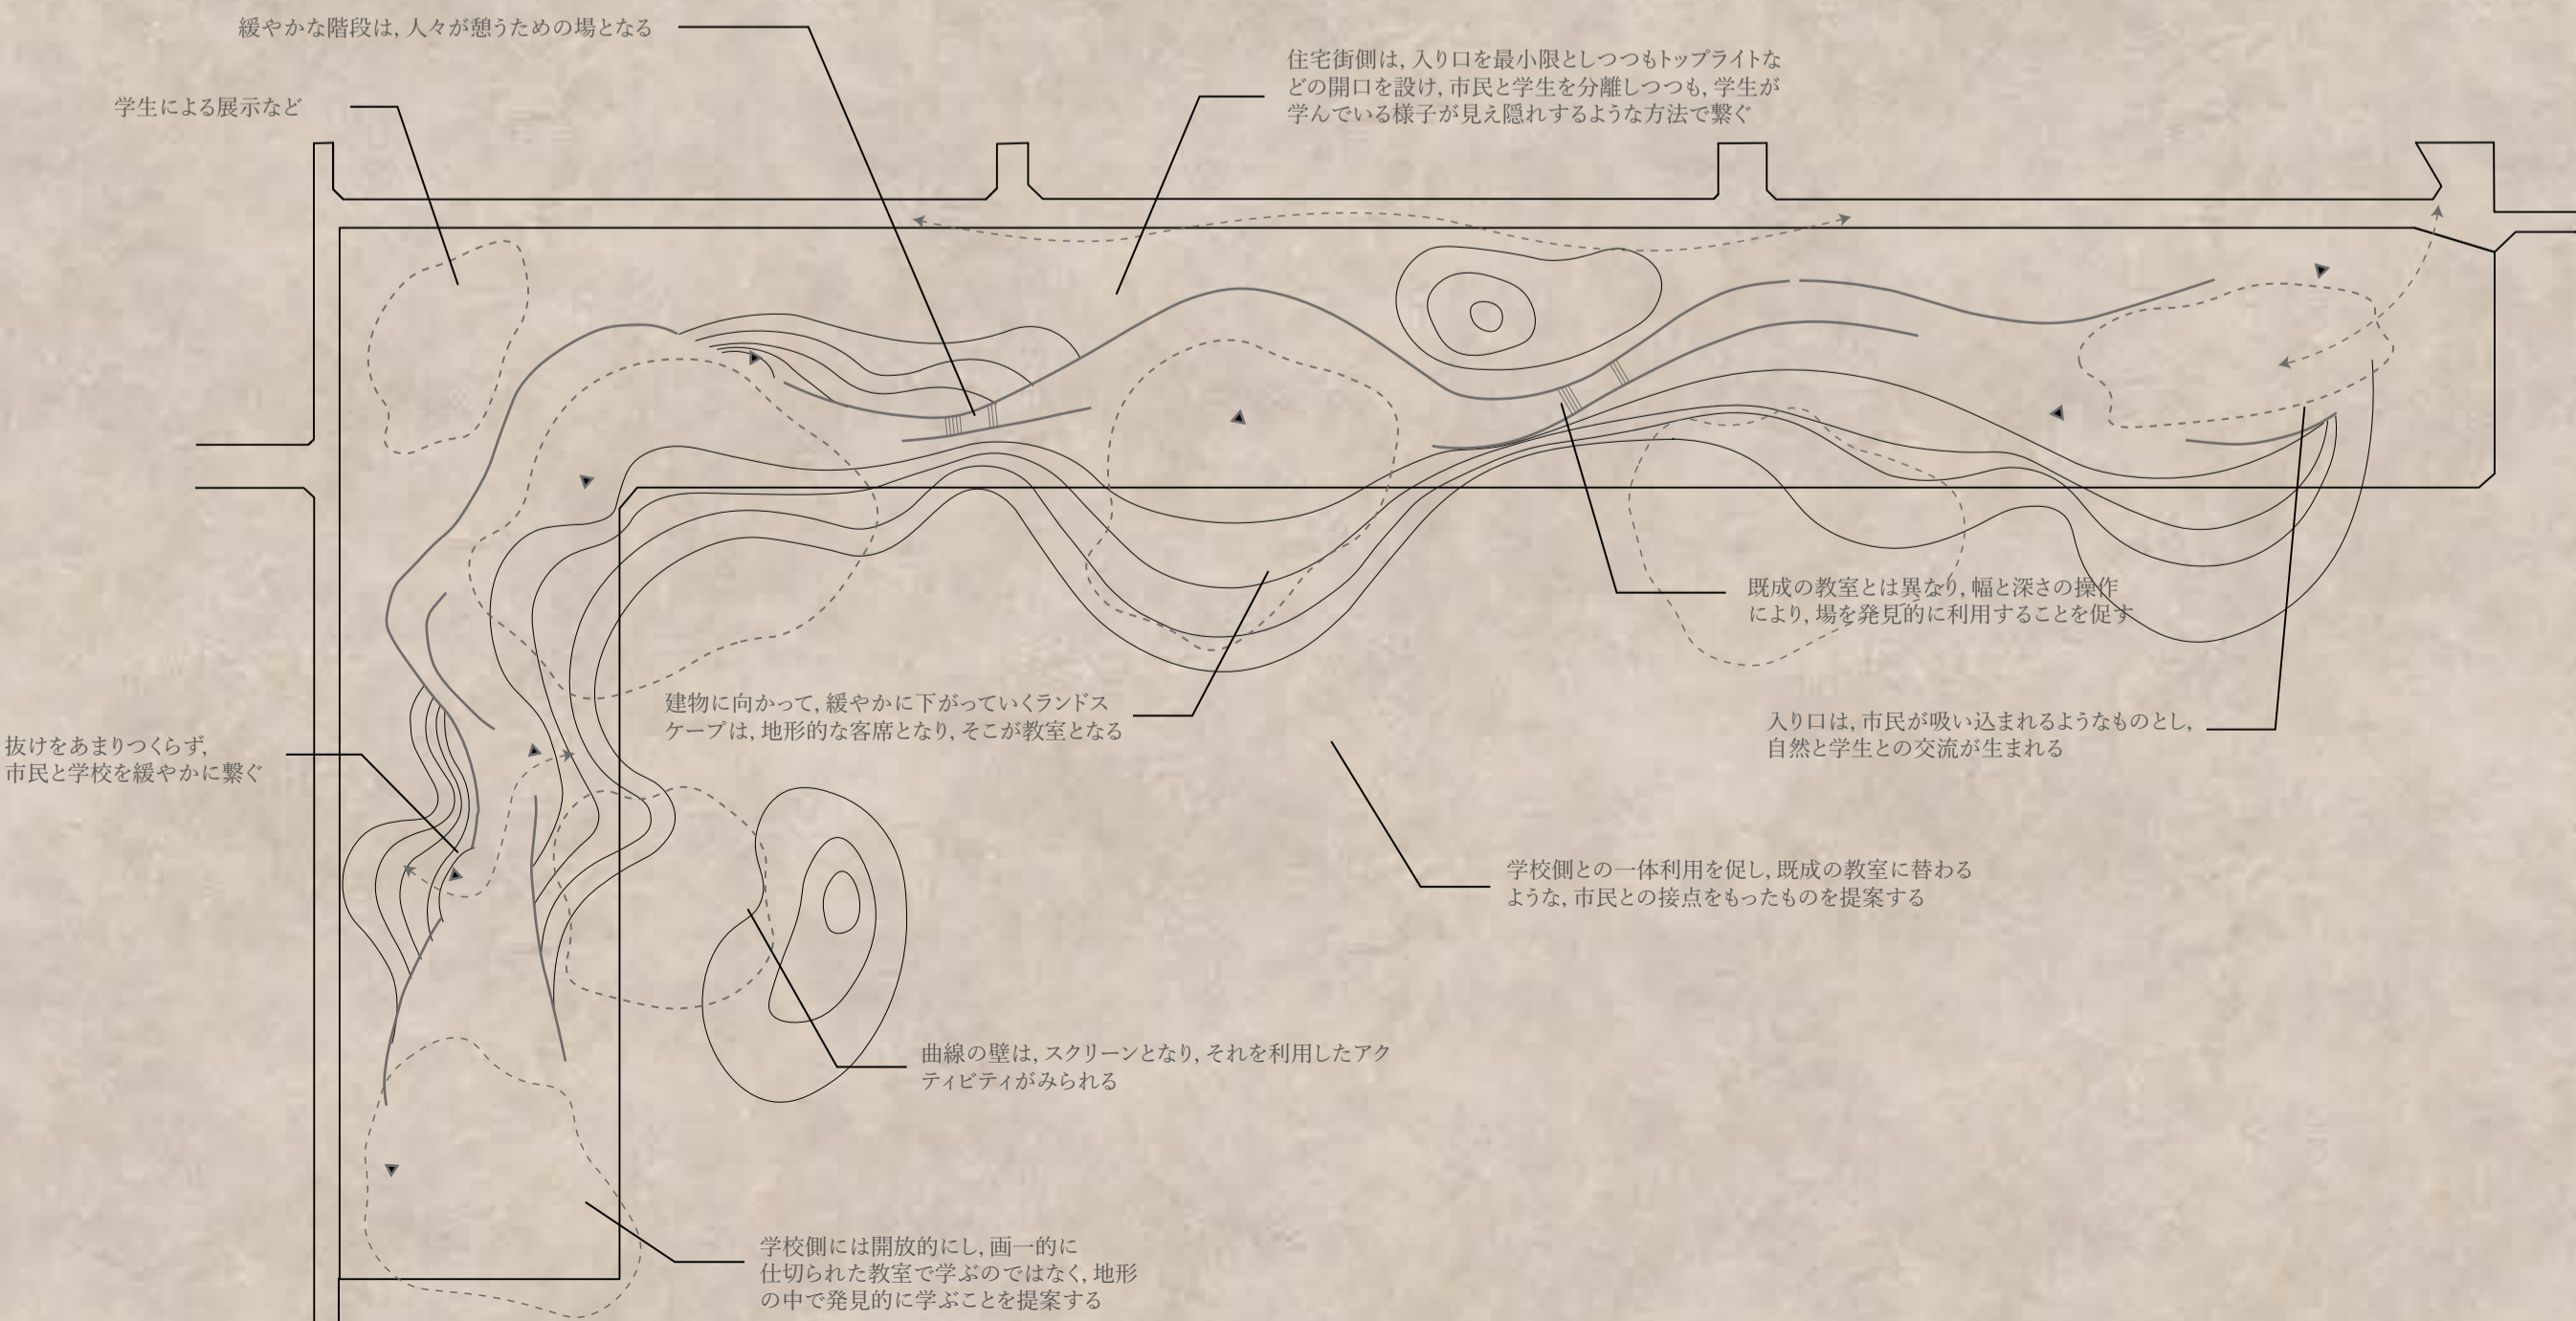 緩やかな階段は, 人々が憩うための場となる
住宅街側は, 入り口を最小限としつつもトップライトな
どの開口を設け, 市民と学生を分離しつつも, 学生が
学んでいる様子が見え隠れするような方法で繋ぐ
学生による展示など
既成の教室とは異なり, 幅と深さの操作
により, 場を発見的に利用することを促す
建物に向かって, 緩やかに下がっていくランドス
ケープは, 地形的な客席となり, そこが教室となる
入り口は, 市民が吸い込まれるようなものとし,
自然と学生との交流が生まれる
抜けをあまりつくらず,
市民と学校を緩やかに繋ぐ
学校側との一体利用を促し, 既成の教室に替わる
ような, 市民との接点をもったものを提案する
曲線の壁は, スクリーンとなり, それを利用したアク
ティビティがみられる
学校側には開放的にし, 画一的に
仕切られた教室で学ぶのではなく, 地形
の中で発見的に学ぶことを提案する